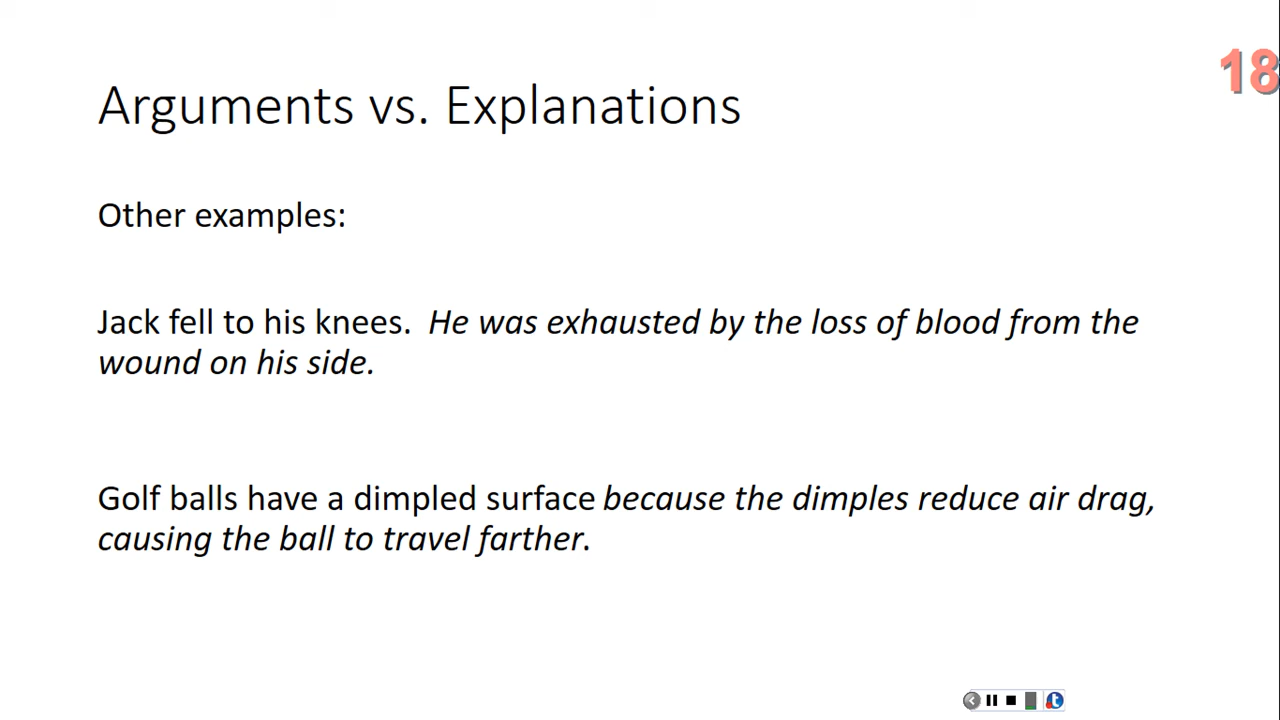 18
Arguments vs. Explanations
Other examples:
Jack fell to his knees.  He was exhausted by the loss of blood from the
wound on his side.
Golf balls have a dimpled surface because the dimples reduce air drag,
causing the ball to travel farther.
t